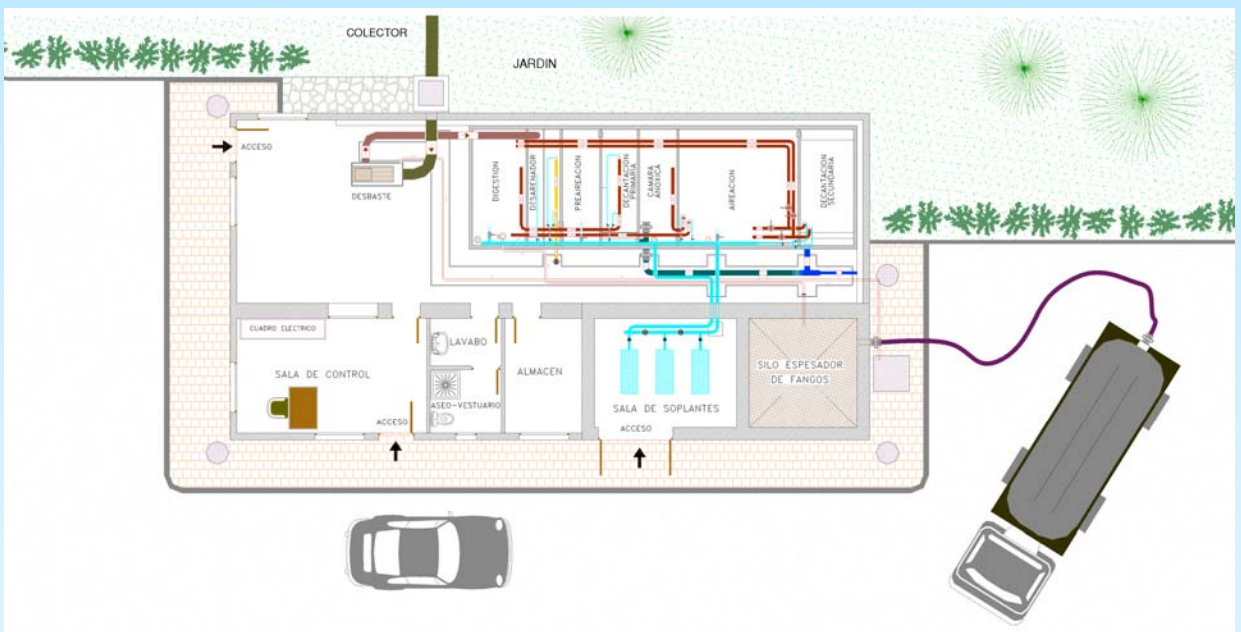 COLECTOR
JARDIN
ACCESO
DESBASTE
DIGESTION
DESARENADOR
PREAIREACION
DECANTACION
PRIMARIA
CAMARA
ANOXICA
AIREACION
DECANTACION
SECUNDARIA
CUADRO ELECTRICO
SALA DE CONTROL
ACCESO
LAVABO
ASEO-VESTUARIO
ALMACEN
SALA DE SOPLANTES
ACCESO
SILO ESPESADOR
DE FANGOS